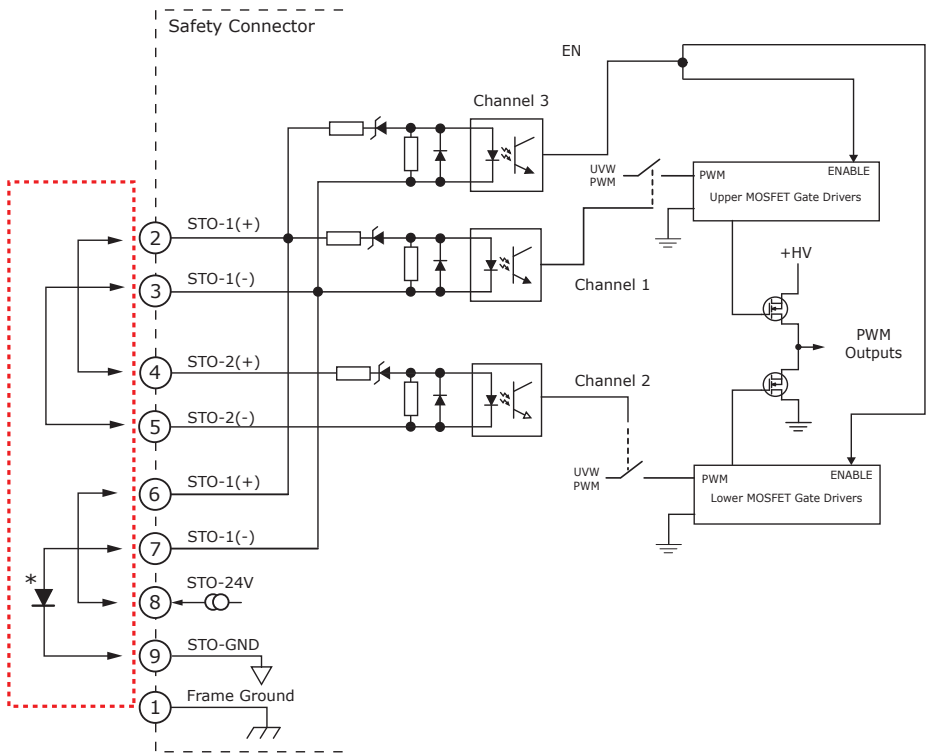 Safety Connector
EN
Channel 3
UVW
PWM
PWM
ENABLE
Upper MOSFET Gate Drivers
2
STO-1(+)
3
STO-1(-)
Channel 1
+HV
PWM
Outputs
4
STO-2(+)
Channel 2
5
STO-2(-)
UVW
PWM
PWM
ENABLE
Lower MOSFET Gate Drivers
6
STO-1(+)
7
STO-1(-)
*
8
STO-24V
9
STO-GND
1
Frame Ground